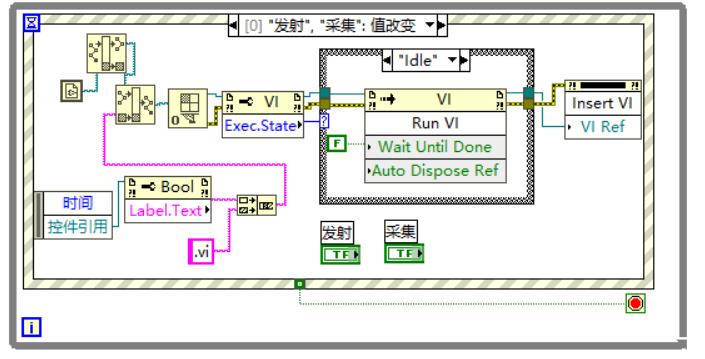 [0] "发射", "采集": 值改变
"Idle"
VI
Exec.State
?
VI
Run VI
Wait Until Done
Auto Dispose Ref
F
Insert VI
VI Ref
Bool
Label.Text
时间
控件引用
.vi
发射
TF
采集
TF
i